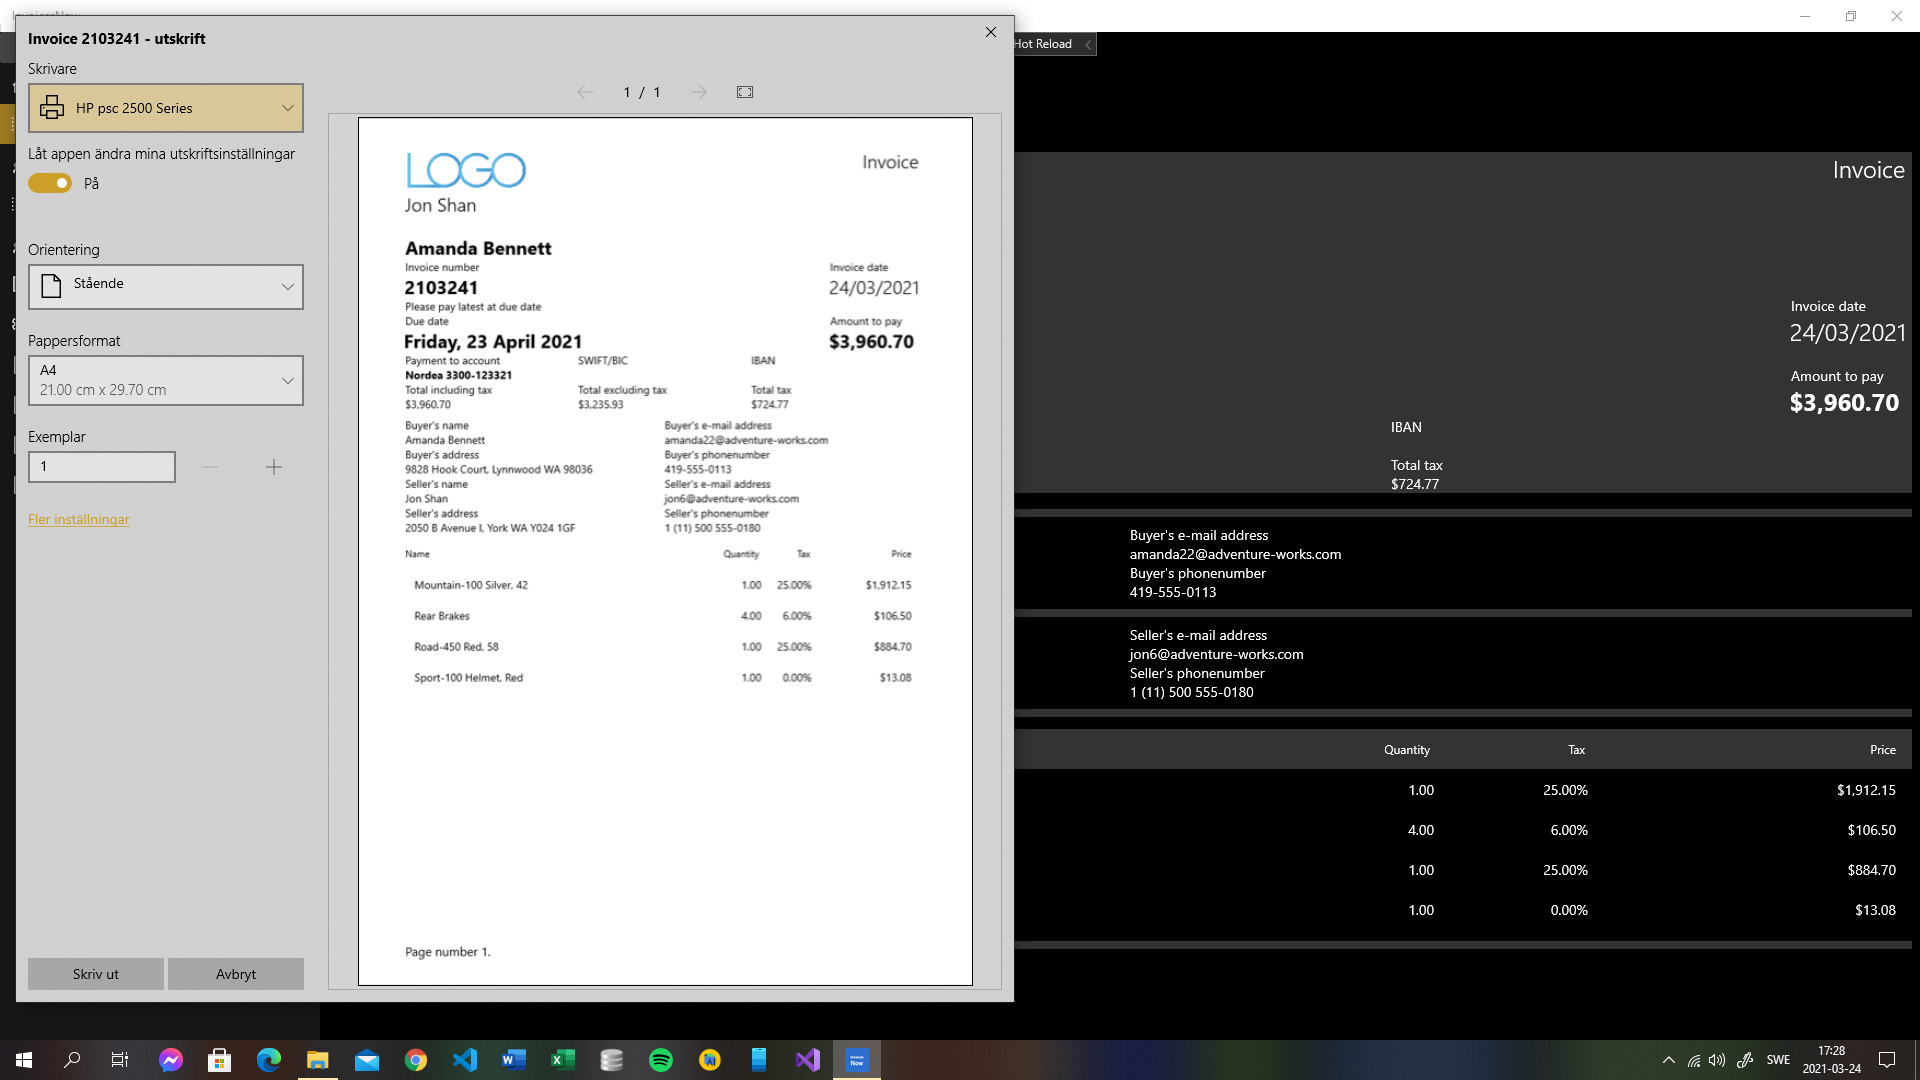 Invoice 2103241 - utskrift
Skrivare
HP psc 2500 Series
Låt appen ändra mina utskriftsinställningar
På
Orientering
Stående
Pappersformat
A4
21.00 cm x 29.70 cm
Exemplar
1
Fler inställningar
Skriv ut
Avbryt
1 / 1
LOGO
Invoice
Jon Shan
Amanda Bennett
Invoice number
Invoice date
2103241
24/03/2021
Please pay latest at due date
Due date
Amount to pay
Friday, 23 April 2021
$3,960.70
Payment to account
SWIFT/BIC
IBAN
Nordea 3300-123321
Total including tax
Total excluding tax
Total tax
$3,960.70
$3,235.93
$724.77
Buyer's name
Buyer's e-mail address
Amanda Bennett
amanda22@adventure-works.com
Buyer's address
Buyer's phonenumber
9828 Hook Court, Lynnwood WA 98036
419-555-0113
Seller's name
Seller's e-mail address
Jon Shan
jon6@adventure-works.com
Seller's address
Seller's phonenumber
2050 B Avenue I, York WA Y024 1GF
1 (11) 500 555-0180
Name Quantity Tax Price
Mountain-100 Silver, 42 1.00 25.00% $1,912.15
Rear Brakes 4.00 6.00% $106.50
Road-450 Red, 58 1.00 25.00% $884.70
Sport-100 Helmet, Red 1.00 0.00% $13.08
Page number 1.
Hot Reload
Invoice
Invoice date
24/03/2021
Amount to pay
$3,960.70
IBAN
Total tax
$724.77
Buyer's e-mail address
amanda22@adventure-works.com
Buyer's phonenumber
419-555-0113
Seller's e-mail address
jon6@adventure-works.com
Seller's phonenumber
1 (11) 500 555-0180
Quantity Tax Price
1.00 25.00% $1,912.15
4.00 6.00% $106.50
1.00 25.00% $884.70
1.00 0.00% $13.08
Invoices Now
SWE
17:28
2021-03-24